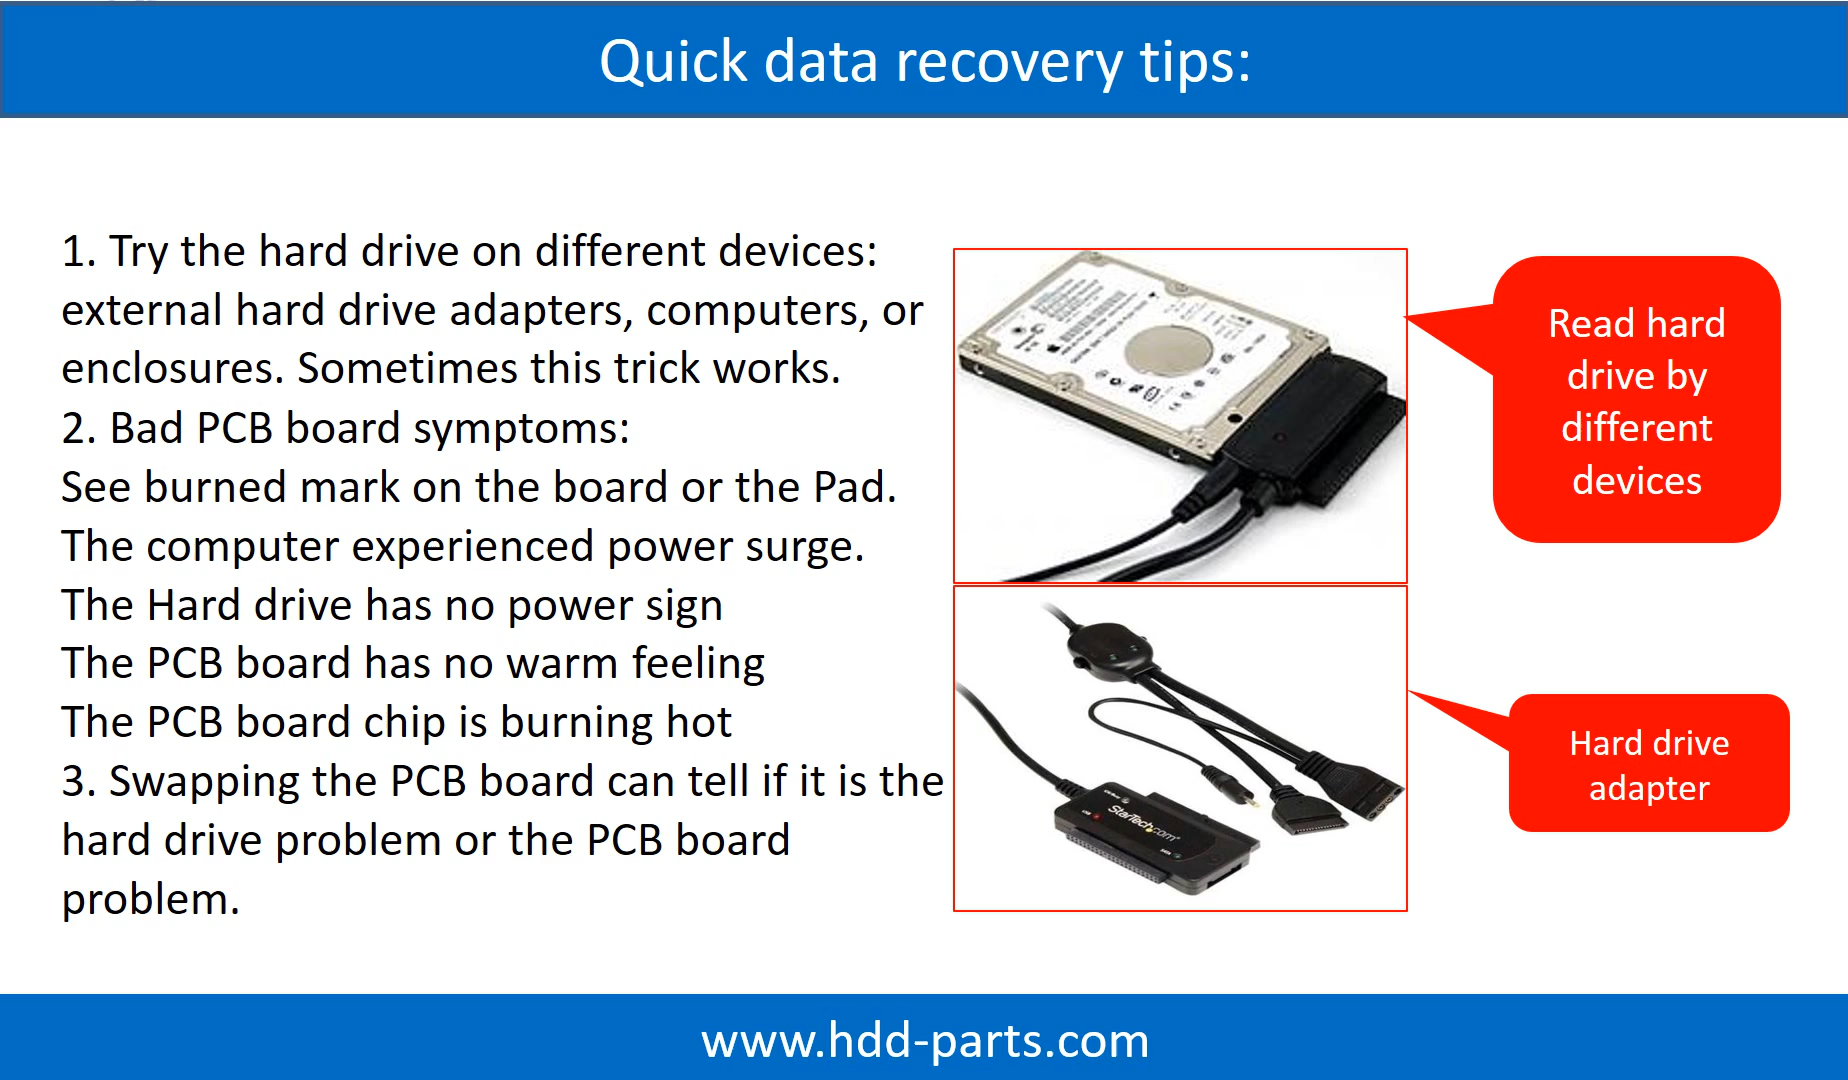 Quick data recovery tips:
1. Try the hard drive on different devices:
external hard drive adapters, computers, or
enclosures. Sometimes this trick works.
2. Bad PCB board symptoms:
See burned mark on the board or the Pad.
The computer experienced power surge.
The Hard drive has no power sign
The PCB board has no warm feeling
The PCB board chip is burning hot
3. Swapping the PCB board can tell if it is the
hard drive problem or the PCB board
problem.
Read hard
drive by
different
devices
StarTech.com
Hard drive
adapter
www.hdd-parts.com